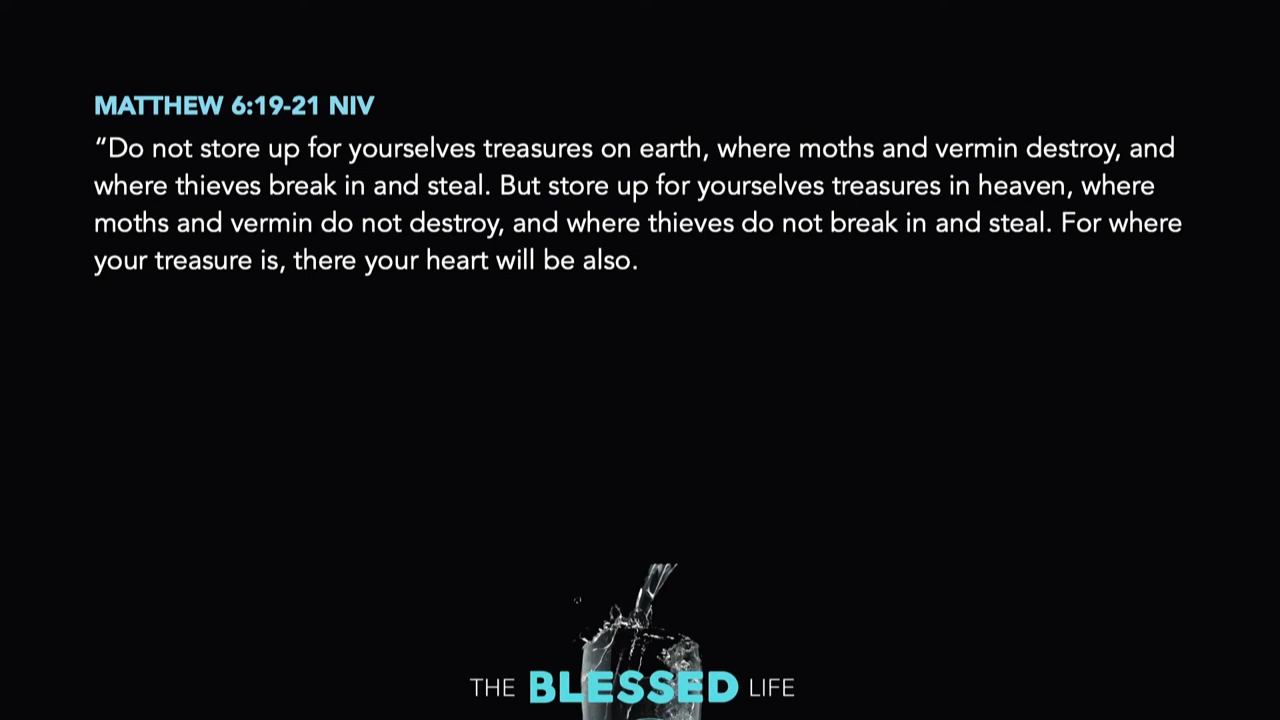 MATTHEW 6:19-21 NIV
“Do not store up for yourselves treasures on earth, where moths and vermin destroy, and
where thieves break in and steal. But store up for yourselves treasures in heaven, where
moths and vermin do not destroy, and where thieves do not break in and steal. For where
your treasure is, there your heart will be also.
THE BLESSED LIFE